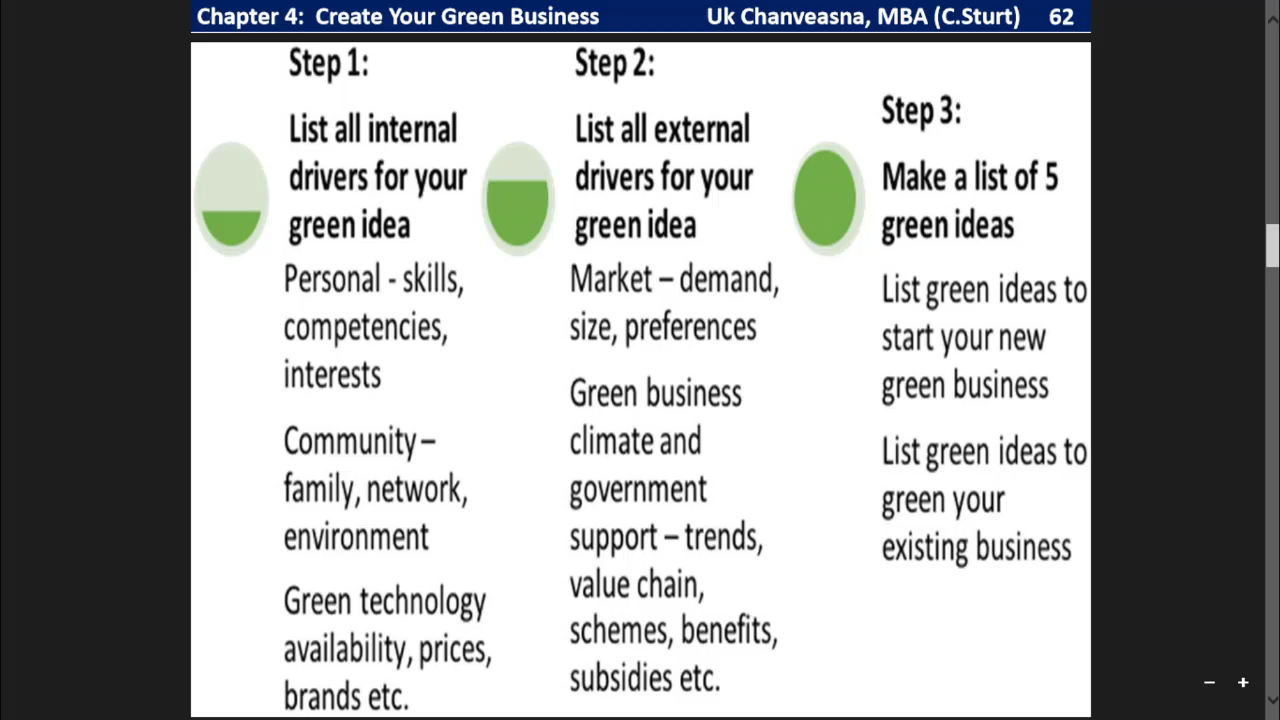 Chapter 4: Create Your Green Business
Uk Chanveasna, MBA (C.Sturt)
62
Step 1:
List all internal
drivers for your
green idea
Personal - skills,
competencies,
interests
Community –
family, network,
environment
Green technology
availability, prices,
brands etc.
Step 2:
List all external
drivers for your
green idea
Market – demand,
size, preferences
Green business
climate and
government
support – trends,
value chain,
schemes, benefits,
subsidies etc.
Step 3:
Make a list of 5
green ideas
List green ideas to
start your new
green business
List green ideas to
green your
existing business